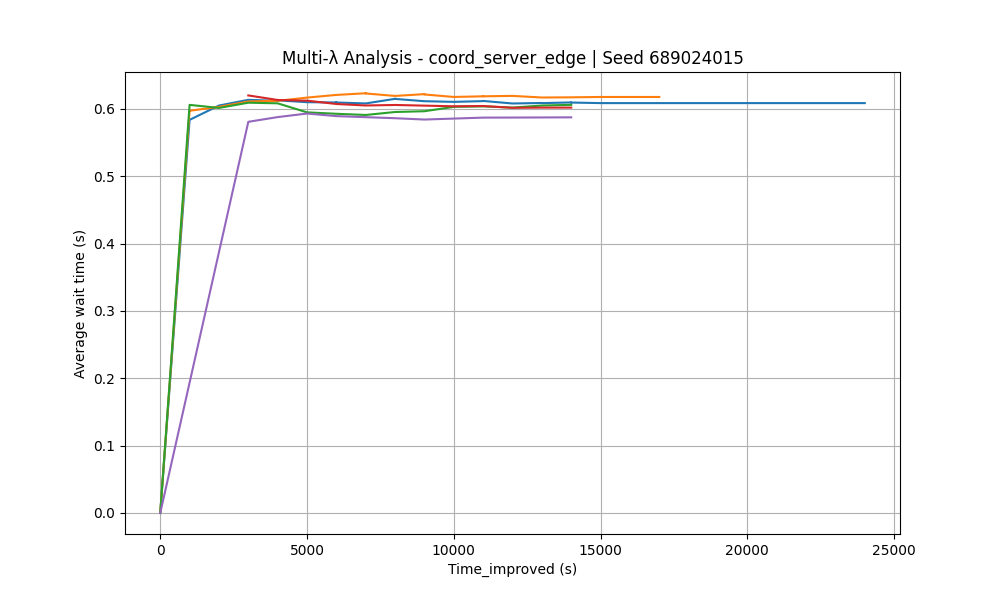 Multi-λ Analysis - coord_server_edge | Seed 689024015
Average wait time (s)
0.6
0.5
0.4
0.3
0.2
0.1
0.0
0 5000 10000 15000 20000 25000
Time_improved (s)